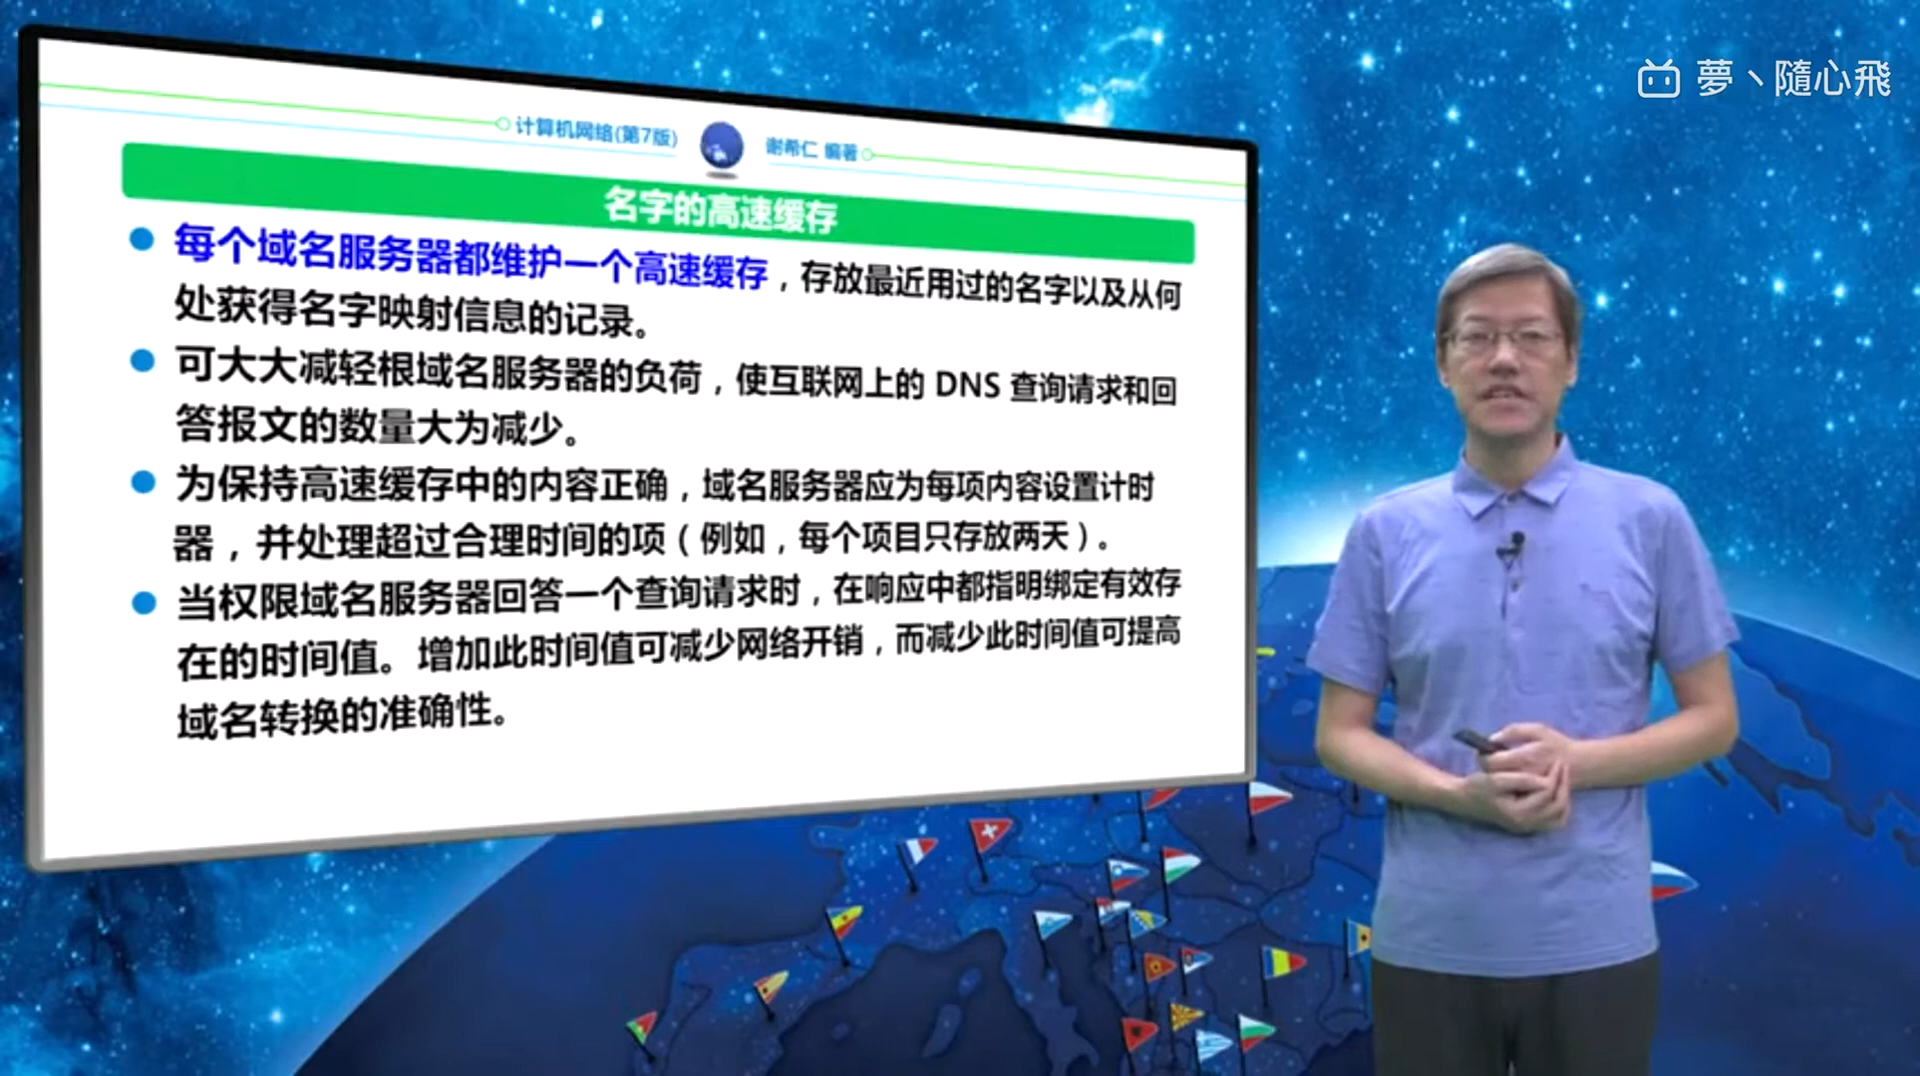 夢丶隨心飛
计算机网络(第7版)
谢希仁 编著
名字的高速缓存
每个域名服务器都维护一个高速缓存，存放最近用过的名字以及从何
处获得名字映射信息的记录。
可大大减轻根域名服务器的负荷，使互联网上的 DNS 查询请求和回
答报文的数量大为减少。
为保持高速缓存中的内容正确，域名服务器应为每项内容设置计时
器，并处理超过合理时间的项（例如，每个项目只存放两天）。
当权限域名服务器回答一个查询请求时，在响应中都指明绑定有效存
在的时间值。增加此时间值可减少网络开销，而减少此时间值可提高
域名转换的准确性。